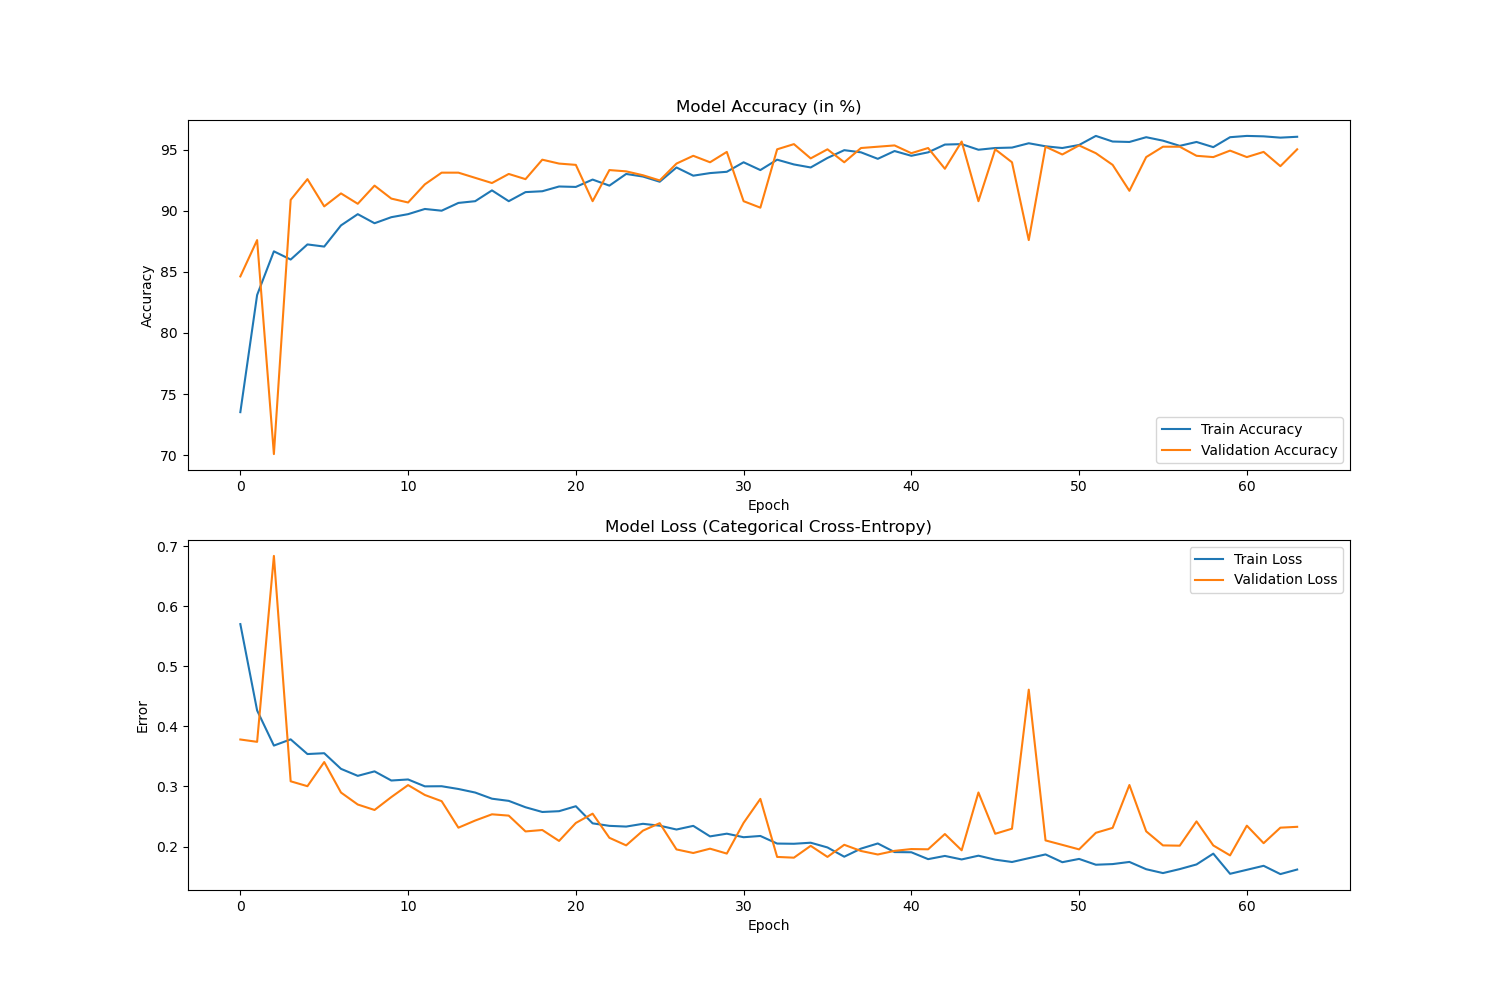 Model Accuracy (in %)
Accuracy
95
90
85
80
75
70
Train Accuracy
Validation Accuracy
0 10 20 30 40 50 60
Epoch
Model Loss (Categorical Cross-Entropy)
Error
0.7
0.6
0.5
0.4
0.3
0.2
Train Loss
Validation Loss
0 10 20 30 40 50 60
Epoch